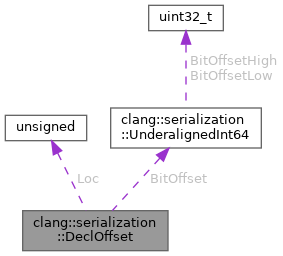 uint32_t
BitOffsetHigh
BitOffsetLow
unsigned
clang::serialization
::UnderalignedInt64
Loc
BitOffset
clang::serialization
::DeclOffset